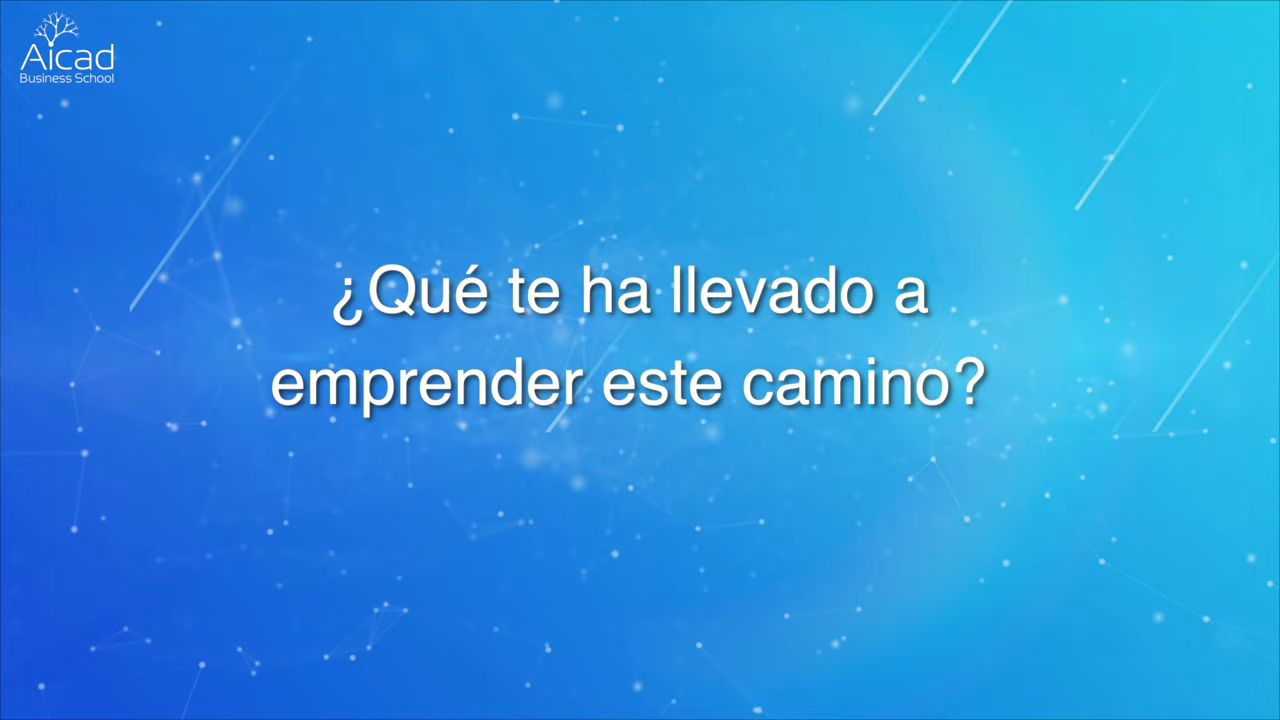 Aicad
Business School
¿Qué te ha llevado a
emprender este camino?